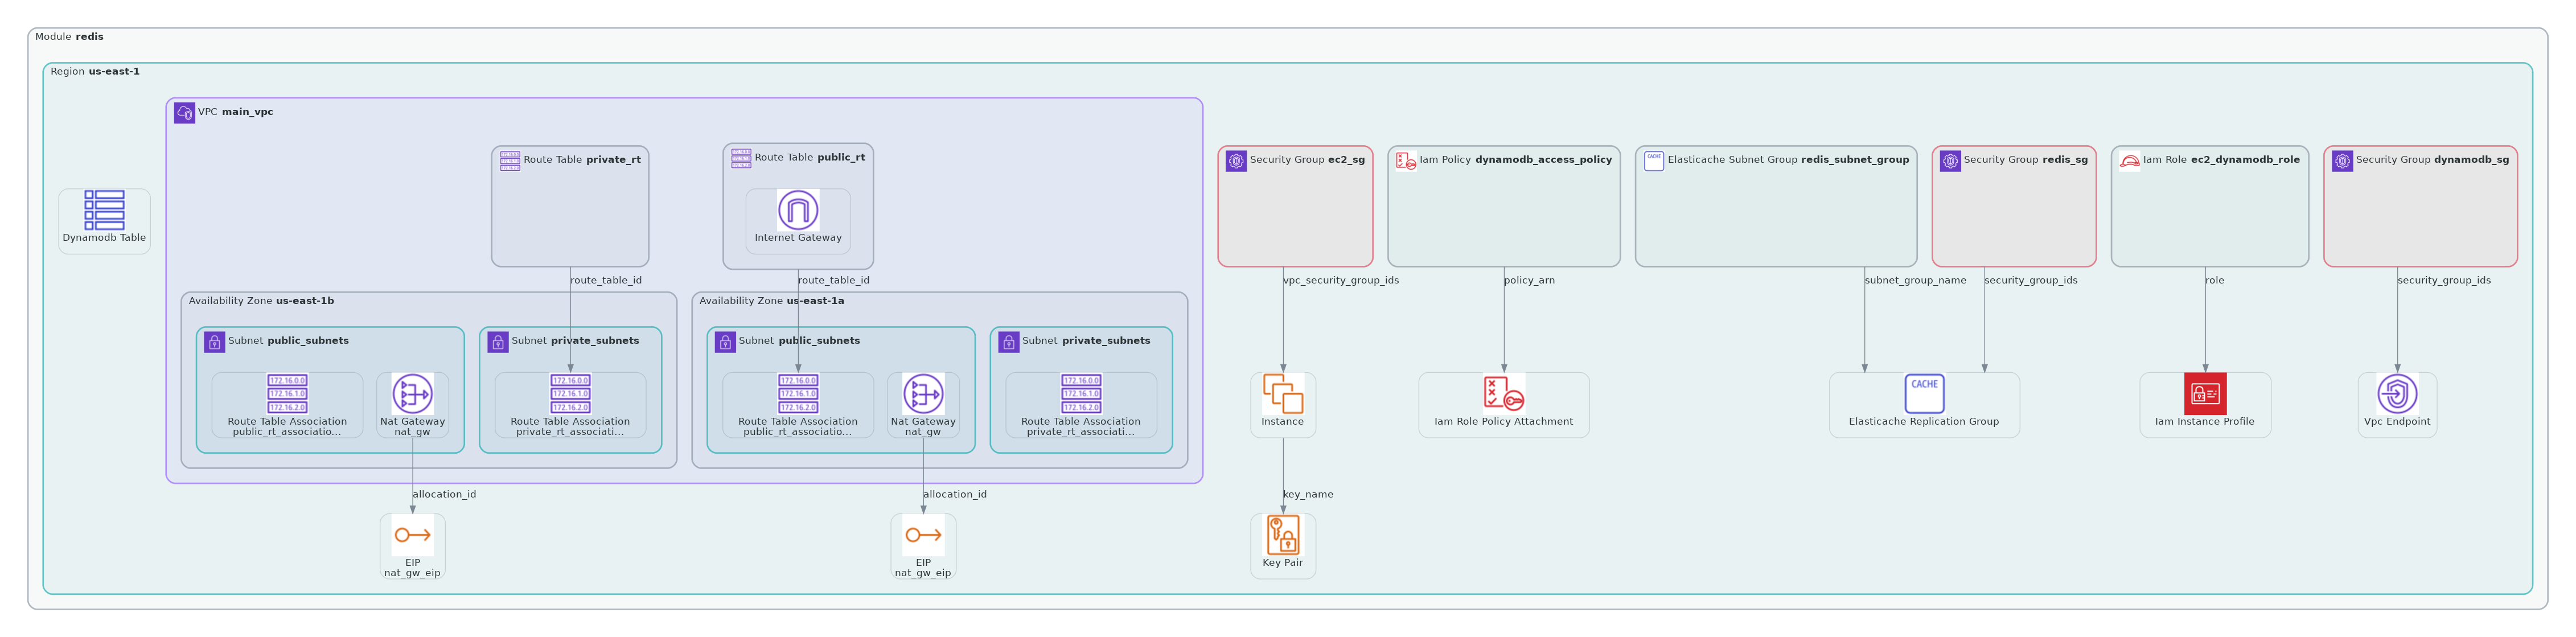 Module redis
Region us-east-1
VPC main_vpc
Route Table private_rt
Route Table public_rt
Security Group ec2_sg
Iam Policy dynamodb_access_policy
CACHE
Elasticache Subnet Group redis_subnet_group
Security Group redis_sg
Iam Role ec2_dynamodb_role
Security Group dynamodb_sg
Dynamodb Table
Internet Gateway
route_table_id
route_table_id
vpc_security_group_ids
policy_arn
subnet_group_name
security_group_ids
role
security_group_ids
Availability Zone us-east-1b
Availability Zone us-east-1a
Subnet public_subnets
Subnet private_subnets
Subnet public_subnets
Subnet private_subnets
172.16.0.0
172.16.1.0
172.16.2.0
Route Table Association
public_rt_associatio...
Nat Gateway
nat_gw
172.16.0.0
172.16.1.0
172.16.2.0
Route Table Association
private_rt_associati...
172.16.0.0
172.16.1.0
172.16.2.0
Route Table Association
public_rt_associatio...
Nat Gateway
nat_gw
172.16.0.0
172.16.1.0
172.16.2.0
Route Table Association
private_rt_associati...
Instance
Iam Role Policy Attachment
CACHE
Elasticache Replication Group
Iam Instance Profile
Vpc Endpoint
allocation_id
allocation_id
key_name
EIP
nat_gw_eip
EIP
nat_gw_eip
Key Pair